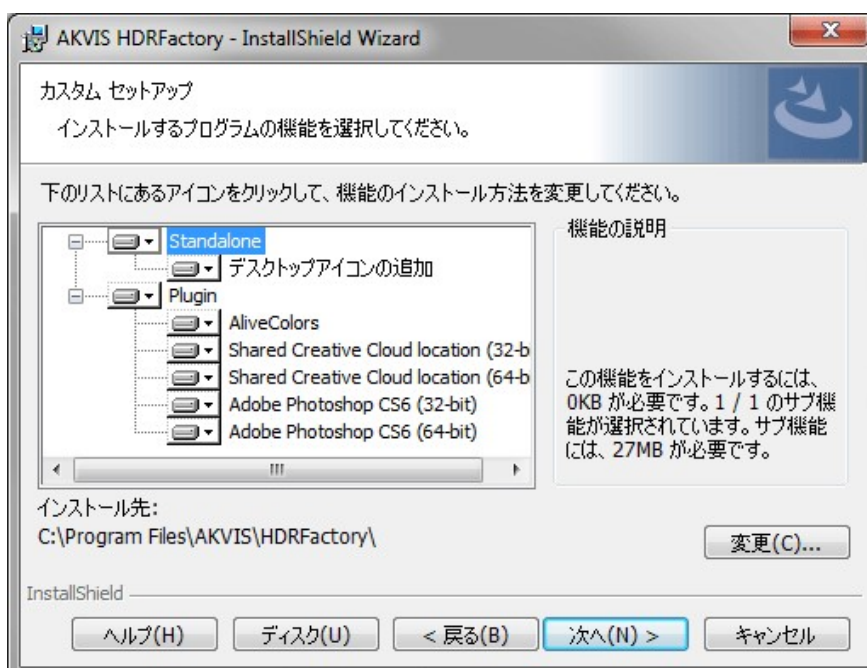 AKVIS HDRFactory - InstallShield Wizard
カスタム セットアップ
インストールするプログラムの機能を選択してください。
下のリストにあるアイコンをクリックして、機能のインストール方法を変更してください。
Standalone
デスクトップアイコンの追加
Plugin
AliveColors
Shared Creative Cloud location (32-b
Shared Creative Cloud location (64-b
Adobe Photoshop CS6 (32-bit)
Adobe Photoshop CS6 (64-bit)
機能の説明
この機能をインストールするには、
0KB が必要です。1 / 1 のサブ機
能が選択されています。サブ機能
には、27MB が必要です。
インストール先:
C:\Program Files\AKVIS\HDRFactory\
変更(C)...
InstallShield
ヘルプ(H)
ディスク(U)
< 戻る(B)
次へ(N) >
キャンセル